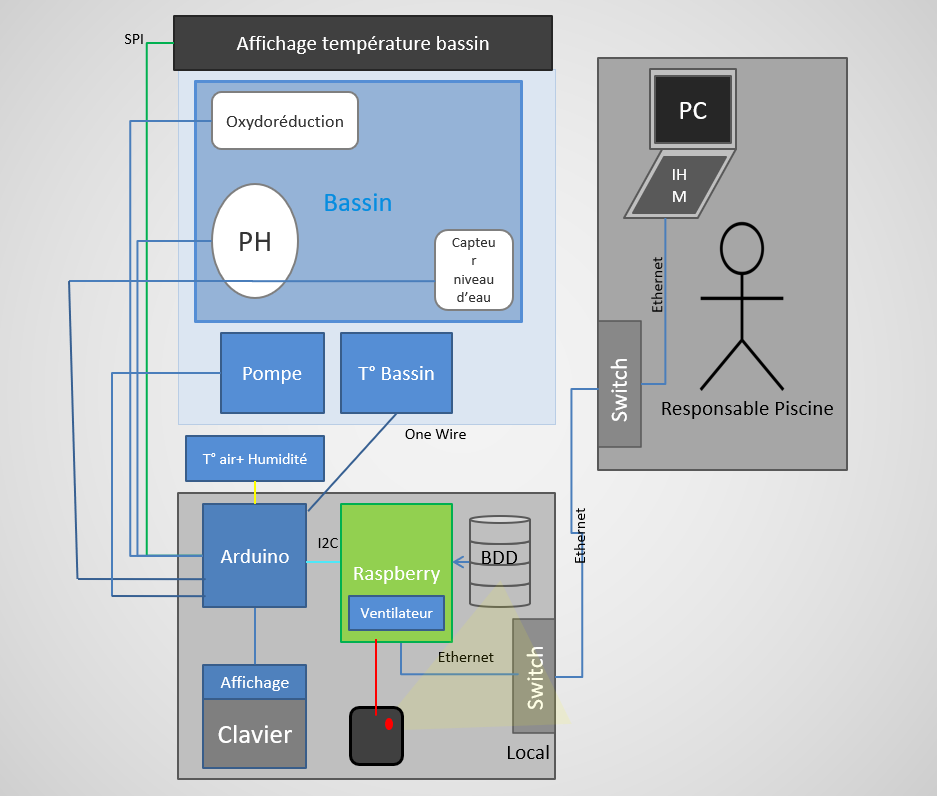 SPI
Affichage température bassin
Oxydoréduction
Bassin
PH
Capteu
r
niveau
d'eau
Pompe
T° Bassin
One Wire
T° air+ Humidité
Arduino
I2C
Raspberry
Ventilateur
BDD
Ethernet
Switch
Affichage
Clavier
Local
Ethernet
PC
IH
M
Ethernet
Switch
Responsable Piscine